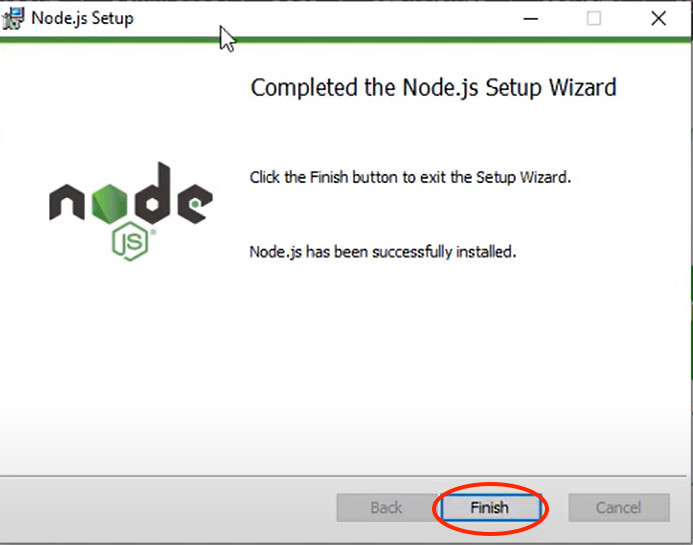 Node.js Setup
Completed the Node.js Setup Wizard
Click the Finish button to exit the Setup Wizard.
node
JS
Node.js has been successfully installed.
Back
Finish
Cancel